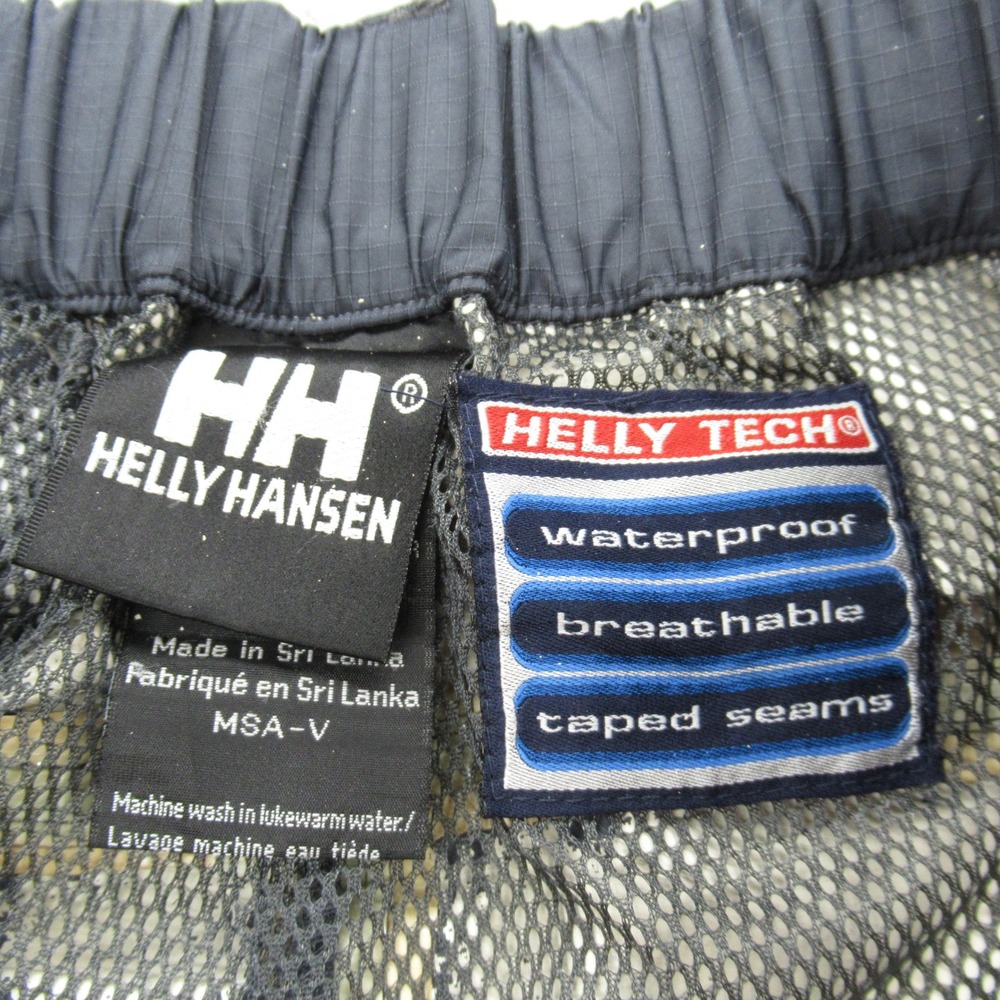 HH®
HELLY HANSEN
Made in Sri Lanka
Fabriqué en Sri Lanka
MSA-V
Machine wash in lukewarm water./
Lavage machine eau tiède
HELLY TECH®
waterproof
breathable
taped seams